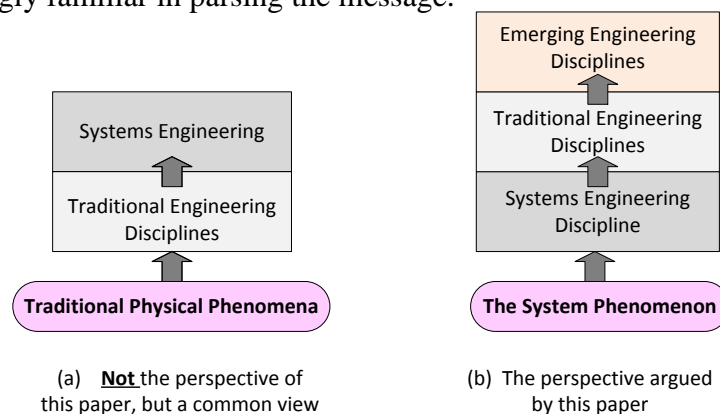 familiar in parsing the message.
Systems Engineering
Traditional Engineering
Disciplines
Traditional Physical Phenomena
(a) Not the perspective of
this paper, but a common view
Emerging Engineering
Disciplines
Traditional Engineering
Disciplines
Systems Engineering
Discipline
The System Phenomenon
(b) The perspective argued
by this paper